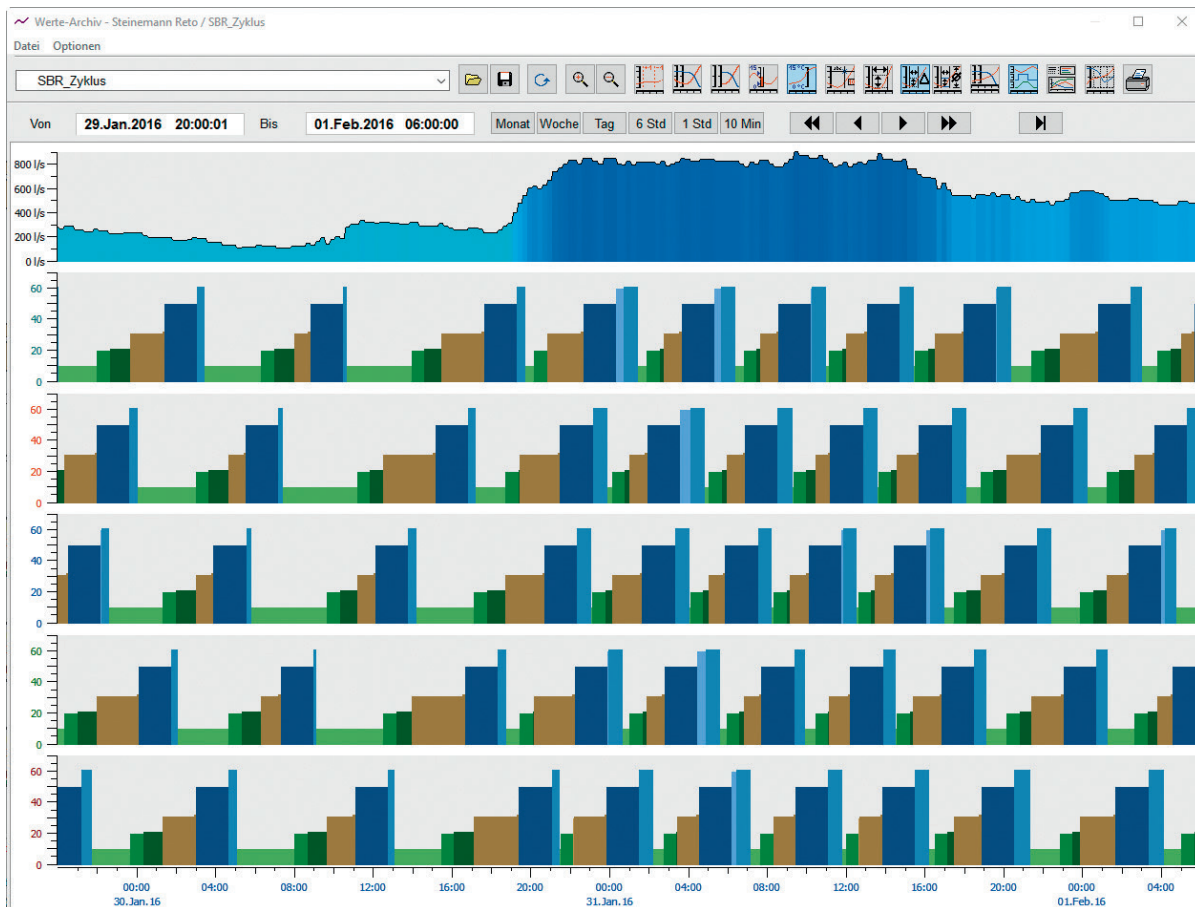 Werte-Archiv - Steinemann Reto / SBR_Zyklus
Datei Optionen
SBR_Zyklus
Von 29.Jan.2016 20:00:01 Bis 01.Feb.2016 06:00:00 Monat Woche Tag 6 Std 1 Std 10 Min
800 l/s
600 l/s
400 l/s
200 l/s
0 l/s
60
40
20
0
60
40
20
0
60
40
20
0
60
40
20
0
60
40
20
0
00:00 04:00 08:00 12:00 16:00 20:00 00:00 04:00 08:00 12:00 16:00 20:00 00:00 04:00
30.Jan.16 31.Jan.16 01.Feb.16